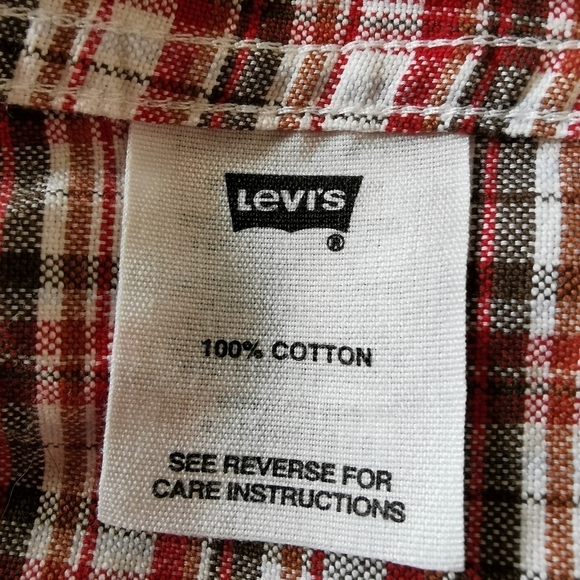 Levi's
®
100% COTTON
SEE REVERSE FOR
CARE INSTRUCTIONS